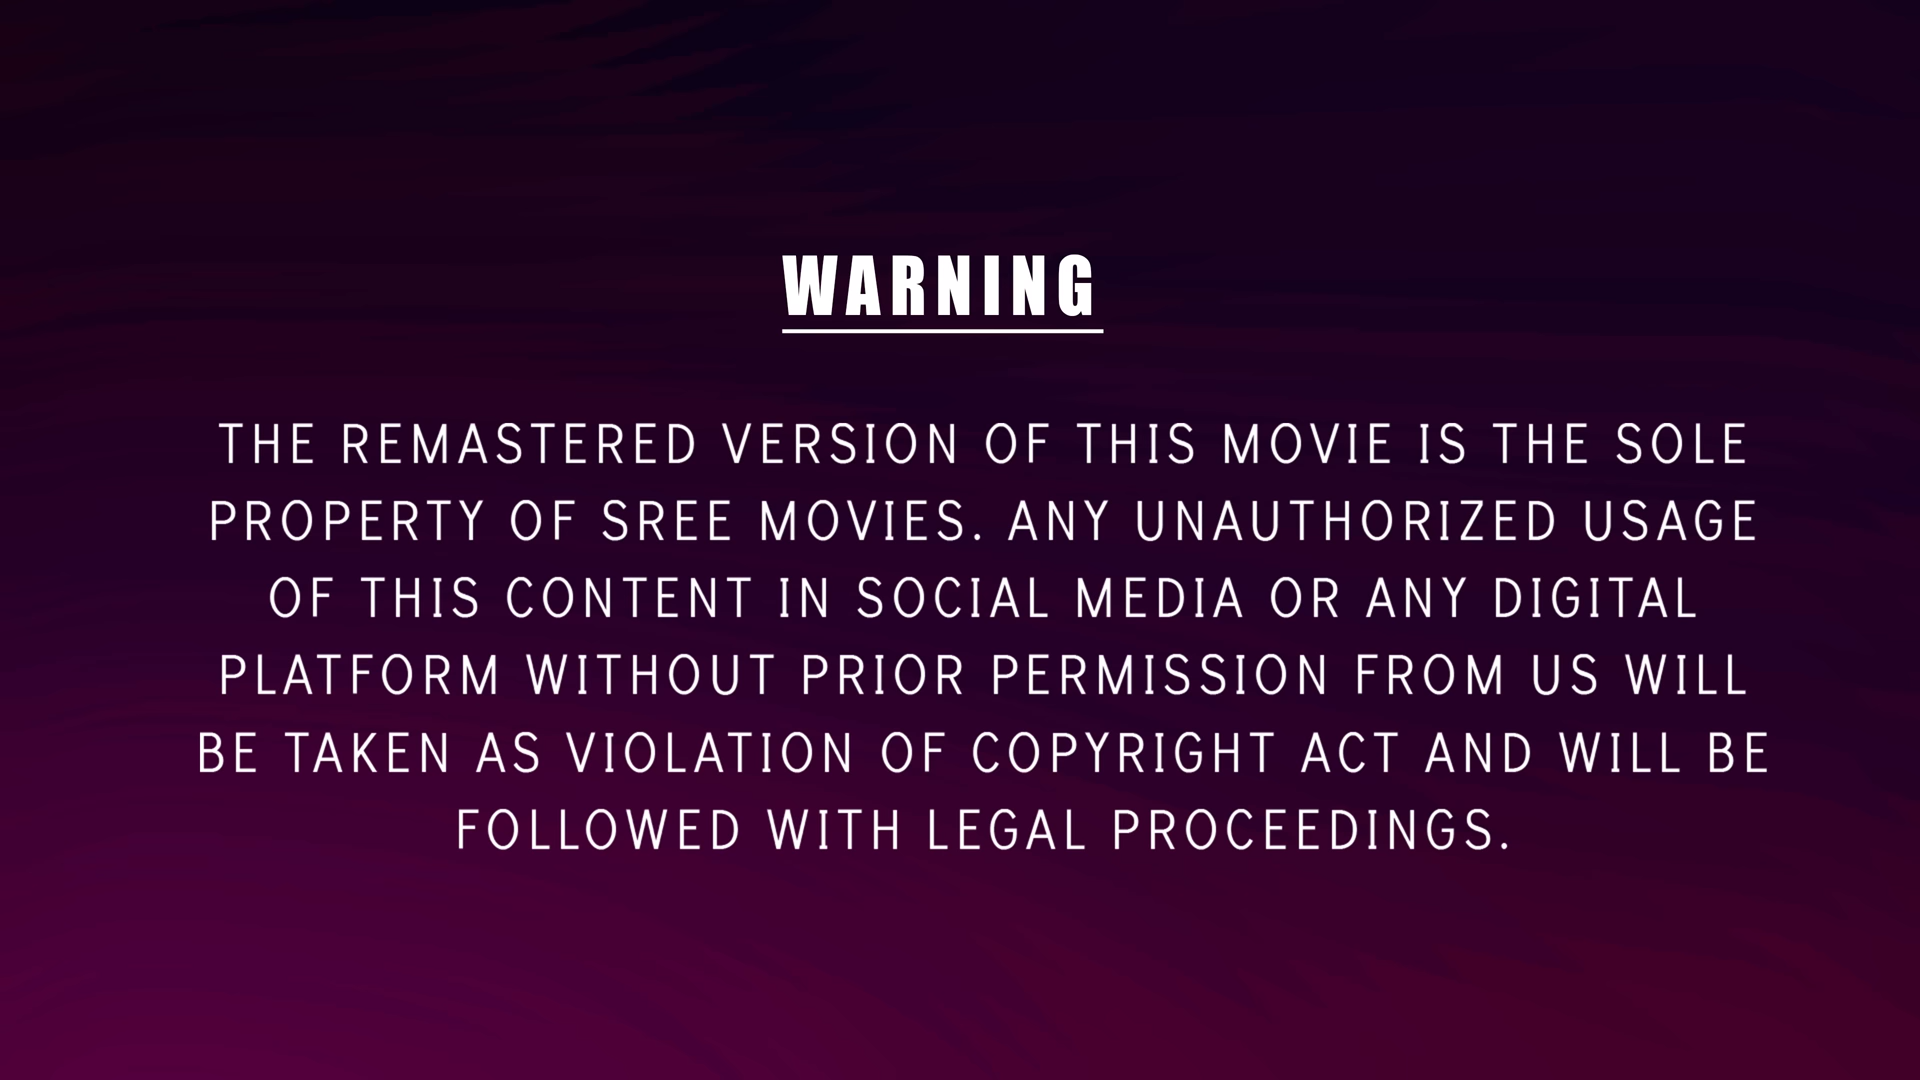 WARNING
THE REMASTERED VERSION OF THIS MOVIE IS THE SOLE
PROPERTY OF SREE MOVIES. ANY UNAUTHORIZED USAGE
OF THIS CONTENT IN SOCIAL MEDIA OR ANY DIGITAL
PLATFORM WITHOUT PRIOR PERMISSION FROM US WILL
BE TAKEN AS VIOLATION OF COPYRIGHT ACT AND WILL BE
FOLLOWED WITH LEGAL PROCEEDINGS.